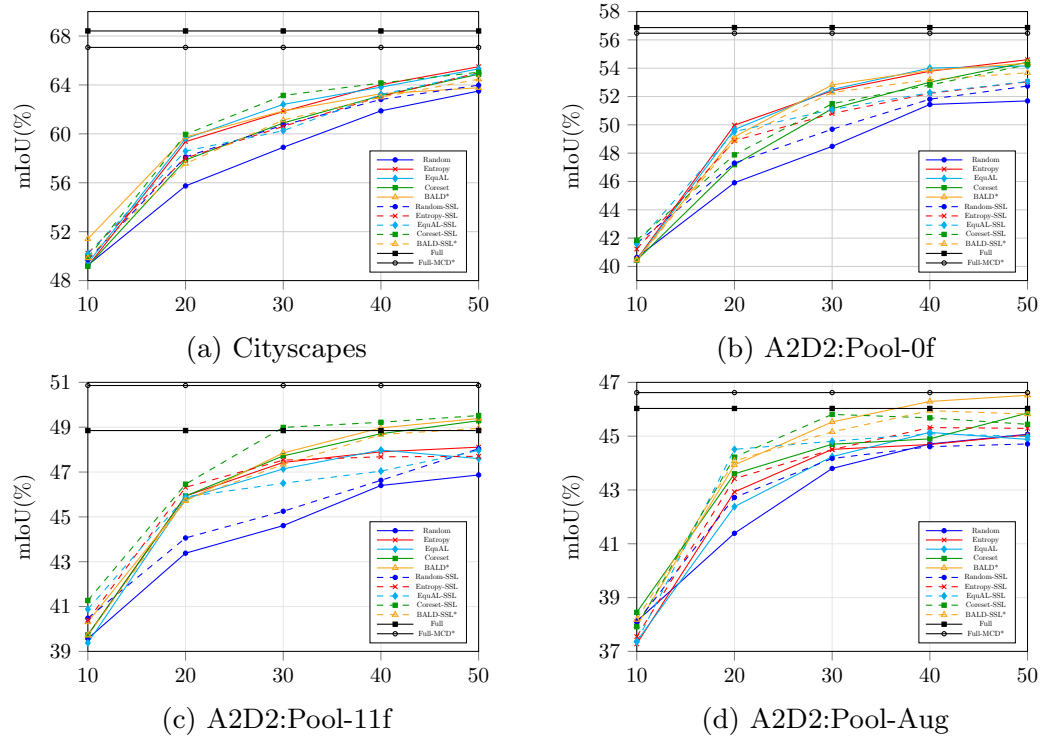 68
64
60
56
52
48
mIoU(%)
10 20 30 40 50
Random
Entropy
EquAL
Coreset
BALD*
Random-SSL
Entropy-SSL
EquAL-SSL
Coreset-SSL
BALD-SSL*
Full
Full-MCD*
(a) Cityscapes
58
56
54
52
50
48
46
44
42
40
mIoU(%)
10 20 30 40 50
Random
Entropy
EquAL
Coreset
BALD*
Random-SSL
Entropy-SSL
EquAL-SSL
Coreset-SSL
BALD-SSL*
Full
Full-MCD*
(b) A2D2:Pool-0f
51
49
47
45
43
41
39
mIoU(%)
10 20 30 40 50
Random
Entropy
EquAL
Coreset
BALD*
Random-SSL
Entropy-SSL
EquAL-SSL
Coreset-SSL
BALD-SSL*
Full
Full-MCD*
(c) A2D2:Pool-11f
47
45
43
41
39
37
mIoU(%)
10 20 30 40 50
Random
Entropy
EquAL
Coreset
BALD*
Random-SSL
Entropy-SSL
EquAL-SSL
Coreset-SSL
BALD-SSL*
Full
Full-MCD*
(d) A2D2:Pool-Aug